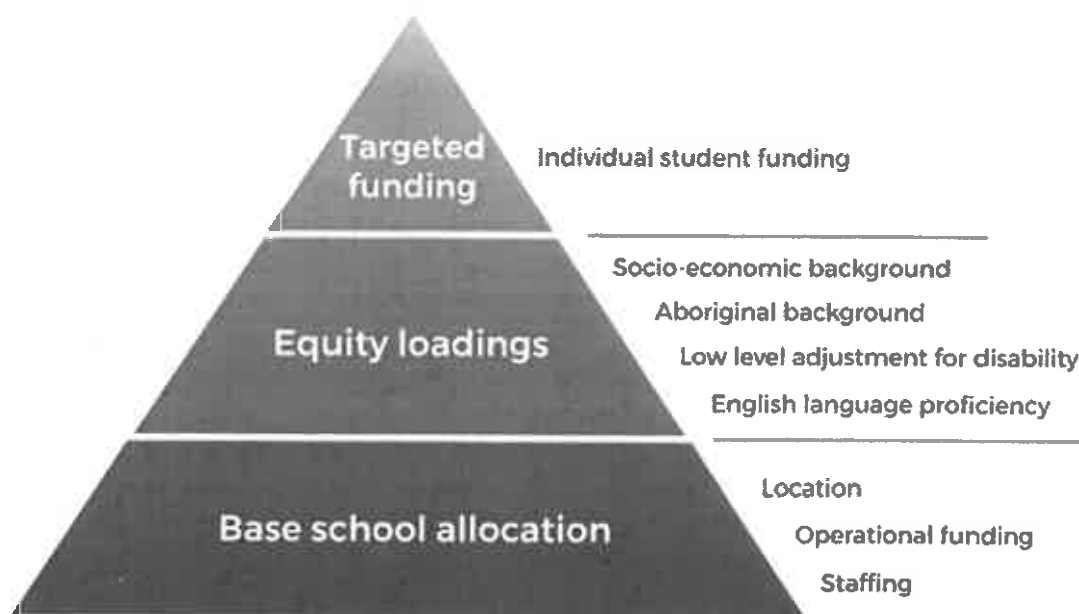 Targeted
funding
Individual student funding
Equity loadings
Socio-economic background
Aboriginal background
Low level adjustment for disability
English language proficiency
Base school allocation
Location
Operational funding
Staffing